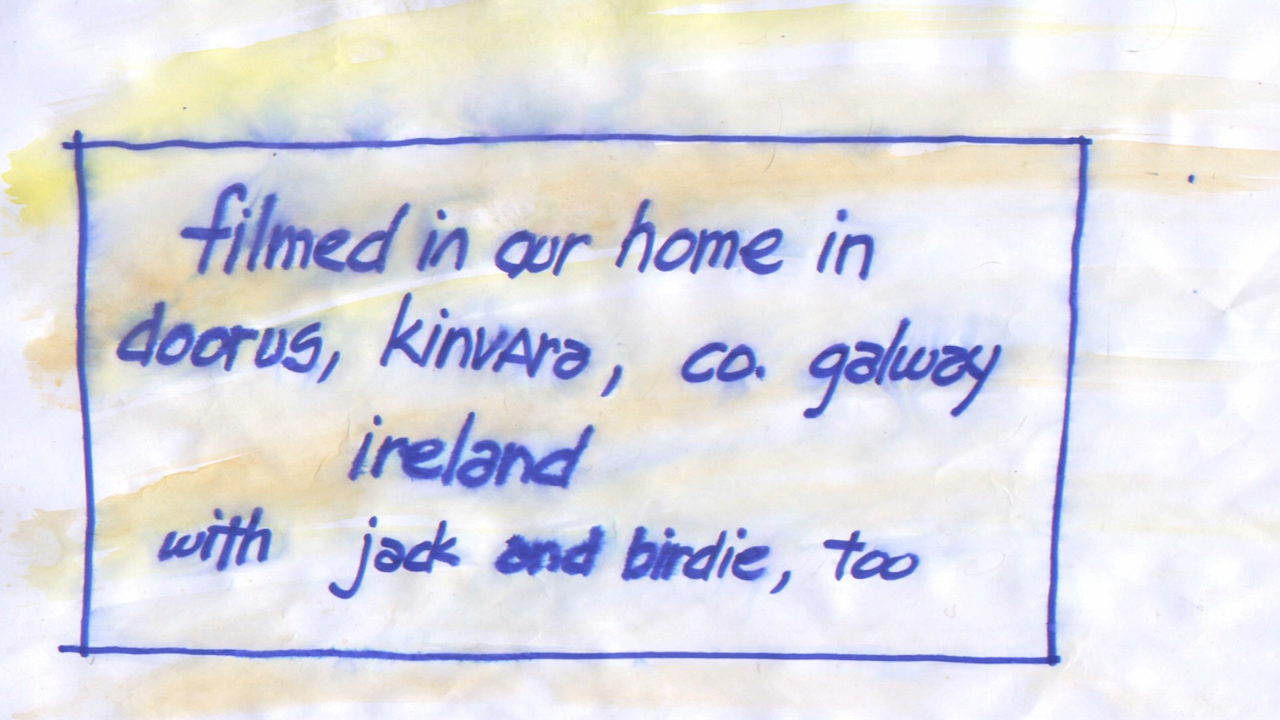 filmed in our home in
doorus, kinvara, co. galway
ireland
with jack and birdie, too